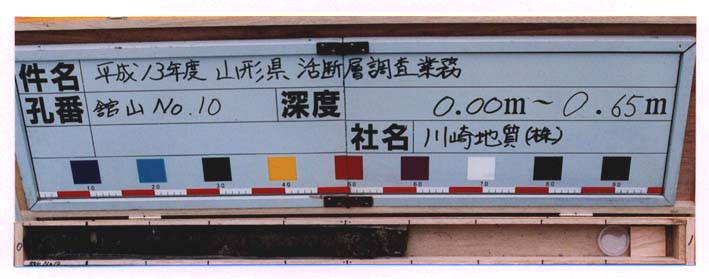 件名 平成13年度 山形県 活断層調査業務
孔番 舘山 No.10 深度 0.00m～0.65m
社名 川崎地質(株)
10 20 30 40 50 60 70 80 90
0 1